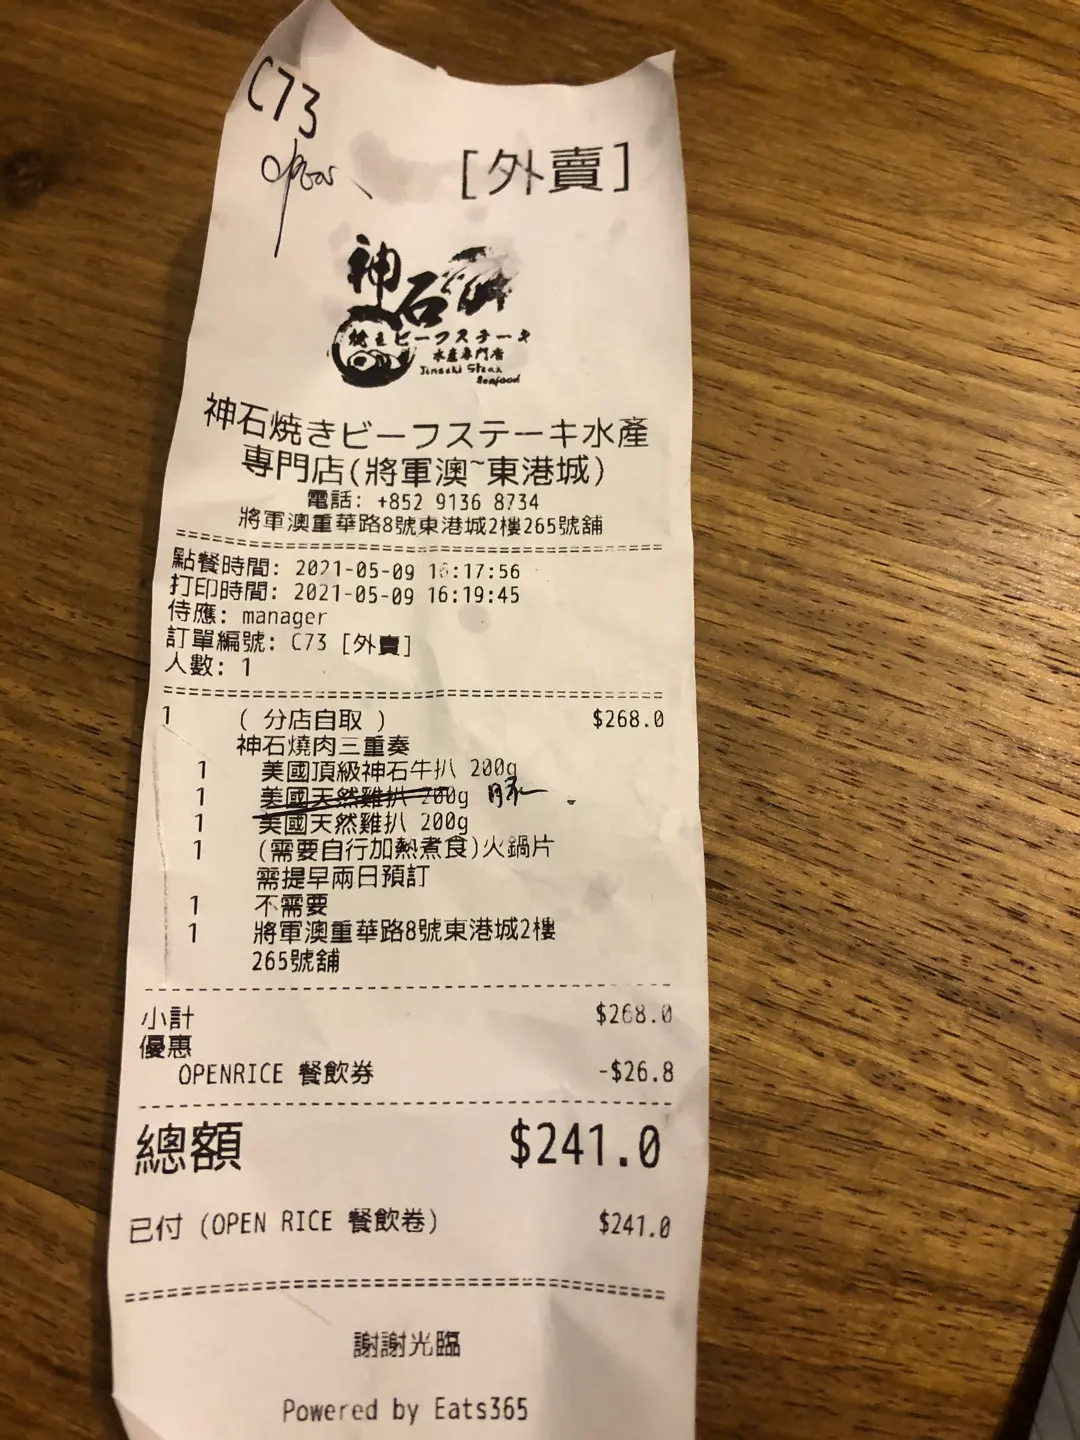 C73
[外賣]
神石
焼きビーフステーキ
水產專門店
Jinseki Steak
Seafood
神石焼きビーフステーキ水產
專門店(將軍澳~東港城)
電話: +852 9136 8734
將軍澳重華路8號東港城2樓265號舖
點餐時間: 2021-05-09 16:17:56
打印時間: 2021-05-09 16:19:45
侍應: manager
訂單編號: C73 [外賣]
人數: 1
1 ( 分店自取 ) $268.0
神石燒肉三重奏
1 美國頂級神石牛扒 200g
1 美國天然雞扒 200g 豚
1 美國天然雞扒 200g
1 (需要自行加熱煮食)火鍋片
需提早兩日預訂
1 不需要
1 將軍澳重華路8號東港城2樓
265號舖
小計 $268.0
優惠
OPENRICE 餐飲券 -$26.8
總額 $241.0
已付 (OPEN RICE 餐飲卷) $241.0
謝謝光臨
Powered by Eats365